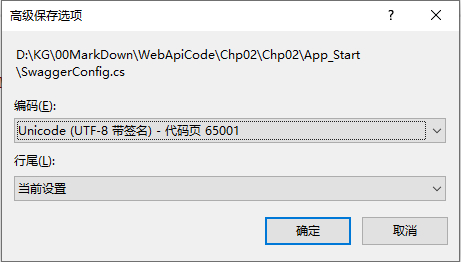 高级保存选项
D:\KG\00MarkDown\WebApiCode\Chp02\Chp02\App_Start
\SwaggerConfig.cs
编码(E):
Unicode (UTF-8 带签名) - 代码页 65001
行尾(L):
当前设置
确定
取消